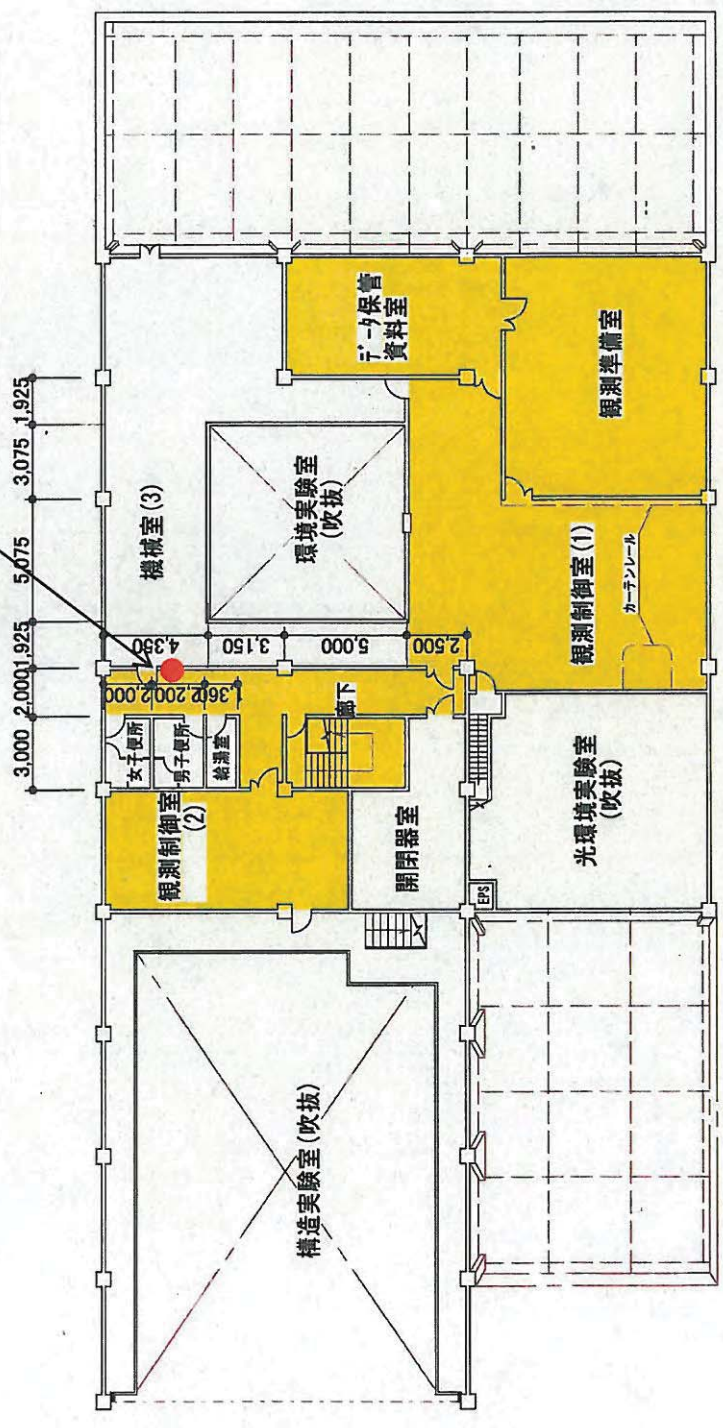 3,000
2,000
1,925
5,075
3,075
1,925
女子便所
男子便所
給湯室
2,000
2,200
1,360
4,350
3,150
5,000
2,500
機械室(3)
環境実験室
(吹抜)
データ保管
資料室
観測準備室
観測制御室(1)
カーテンレール
廊下
観測制御室
(2)
開閉器室
EPS
光環境実験室
(吹抜)
構造実験室(吹抜)